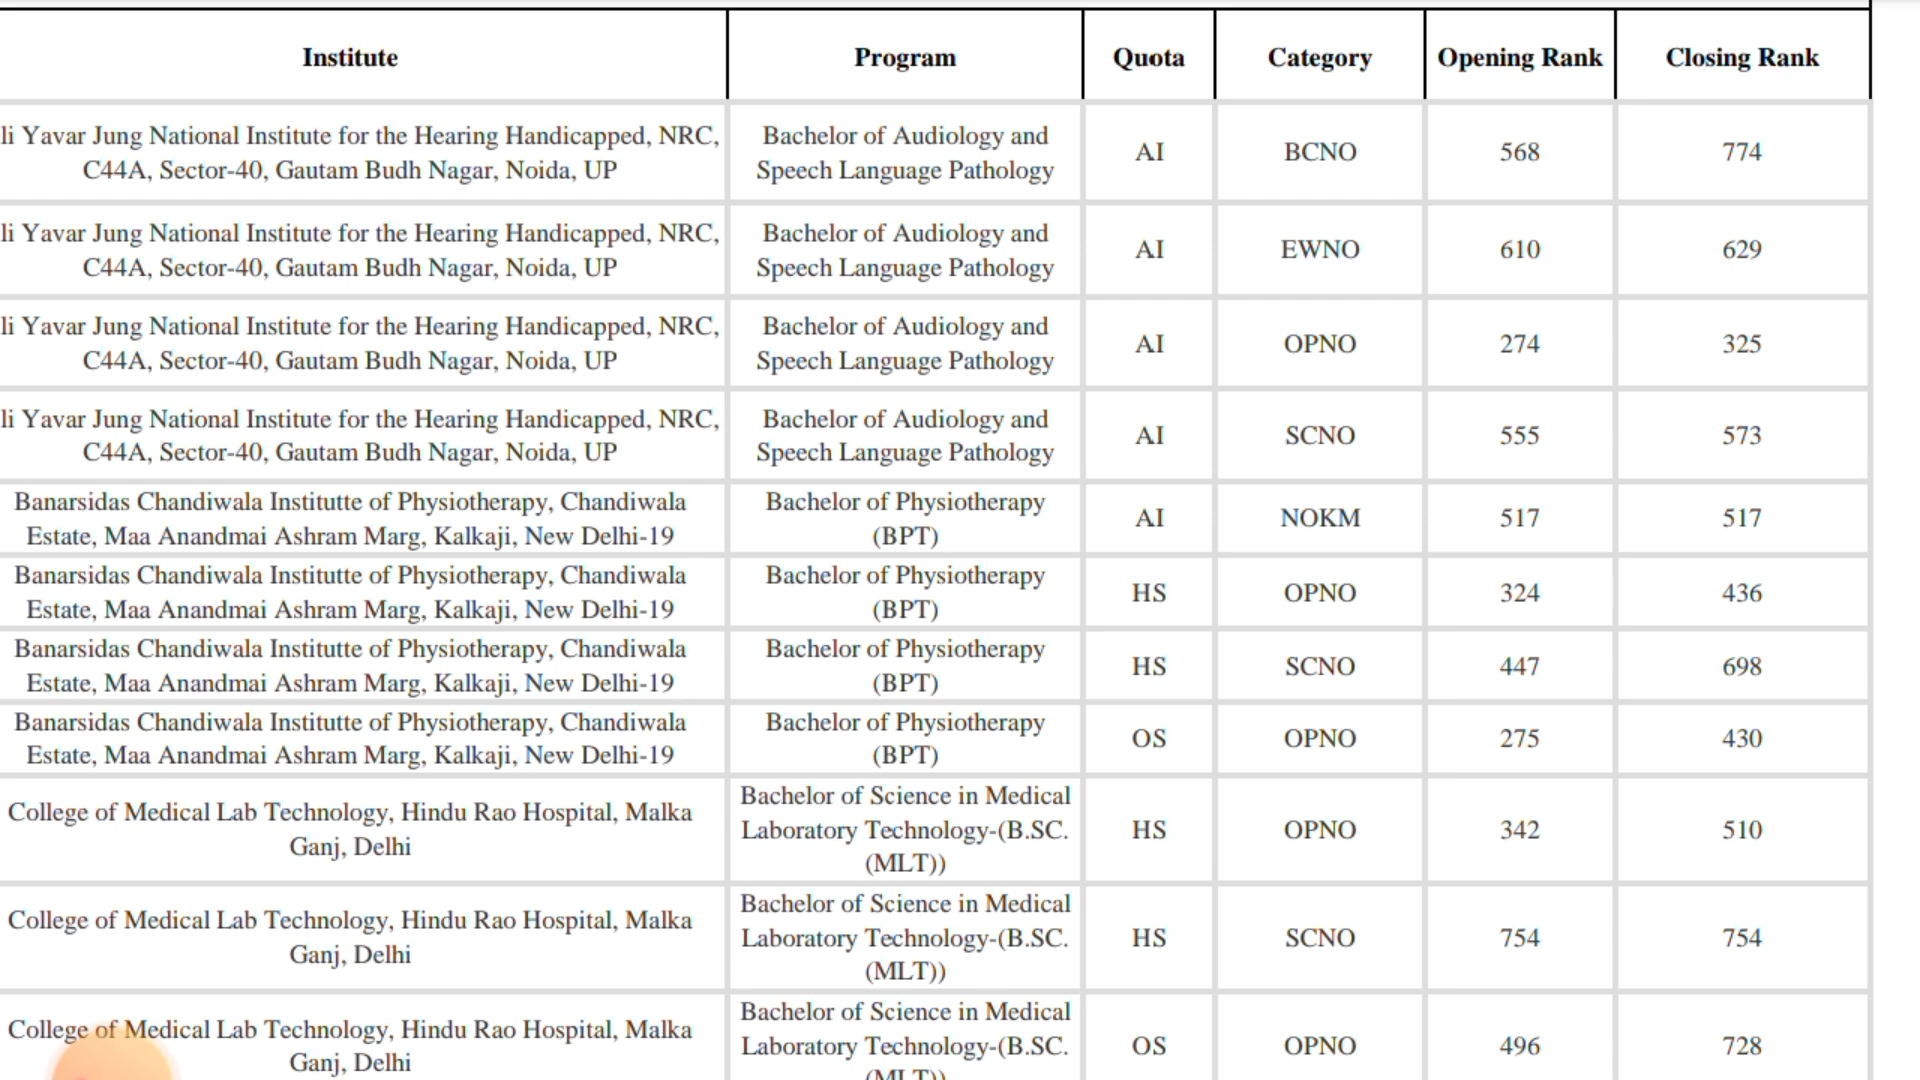 Institute Program Quota Category Opening Rank Closing Rank
li Yavar Jung National Institute for the Hearing Handicapped, NRC,
C44A, Sector-40, Gautam Budh Nagar, Noida, UP
Bachelor of Audiology and
Speech Language Pathology
AI BCNO 568 774
li Yavar Jung National Institute for the Hearing Handicapped, NRC,
C44A, Sector-40, Gautam Budh Nagar, Noida, UP
Bachelor of Audiology and
Speech Language Pathology
AI EWNO 610 629
li Yavar Jung National Institute for the Hearing Handicapped, NRC,
C44A, Sector-40, Gautam Budh Nagar, Noida, UP
Bachelor of Audiology and
Speech Language Pathology
AI OPNO 274 325
li Yavar Jung National Institute for the Hearing Handicapped, NRC,
C44A, Sector-40, Gautam Budh Nagar, Noida, UP
Bachelor of Audiology and
Speech Language Pathology
AI SCNO 555 573
Banarsidas Chandiwala Institutte of Physiotherapy, Chandiwala
Estate, Maa Anandmai Ashram Marg, Kalkaji, New Delhi-19
Bachelor of Physiotherapy
(BPT)
AI NOKM 517 517
Banarsidas Chandiwala Institutte of Physiotherapy, Chandiwala
Estate, Maa Anandmai Ashram Marg, Kalkaji, New Delhi-19
Bachelor of Physiotherapy
(BPT)
HS OPNO 324 436
Banarsidas Chandiwala Institutte of Physiotherapy, Chandiwala
Estate, Maa Anandmai Ashram Marg, Kalkaji, New Delhi-19
Bachelor of Physiotherapy
(BPT)
HS SCNO 447 698
Banarsidas Chandiwala Institutte of Physiotherapy, Chandiwala
Estate, Maa Anandmai Ashram Marg, Kalkaji, New Delhi-19
Bachelor of Physiotherapy
(BPT)
OS OPNO 275 430
College of Medical Lab Technology, Hindu Rao Hospital, Malka
Ganj, Delhi
Bachelor of Science in Medical
Laboratory Technology-(B.SC.
(MLT))
HS OPNO 342 510
College of Medical Lab Technology, Hindu Rao Hospital, Malka
Ganj, Delhi
Bachelor of Science in Medical
Laboratory Technology-(B.SC.
(MLT))
HS SCNO 754 754
College of Medical Lab Technology, Hindu Rao Hospital, Malka
Ganj, Delhi
Bachelor of Science in Medical
Laboratory Technology-(B.SC.
(MLT))
OS OPNO 496 728